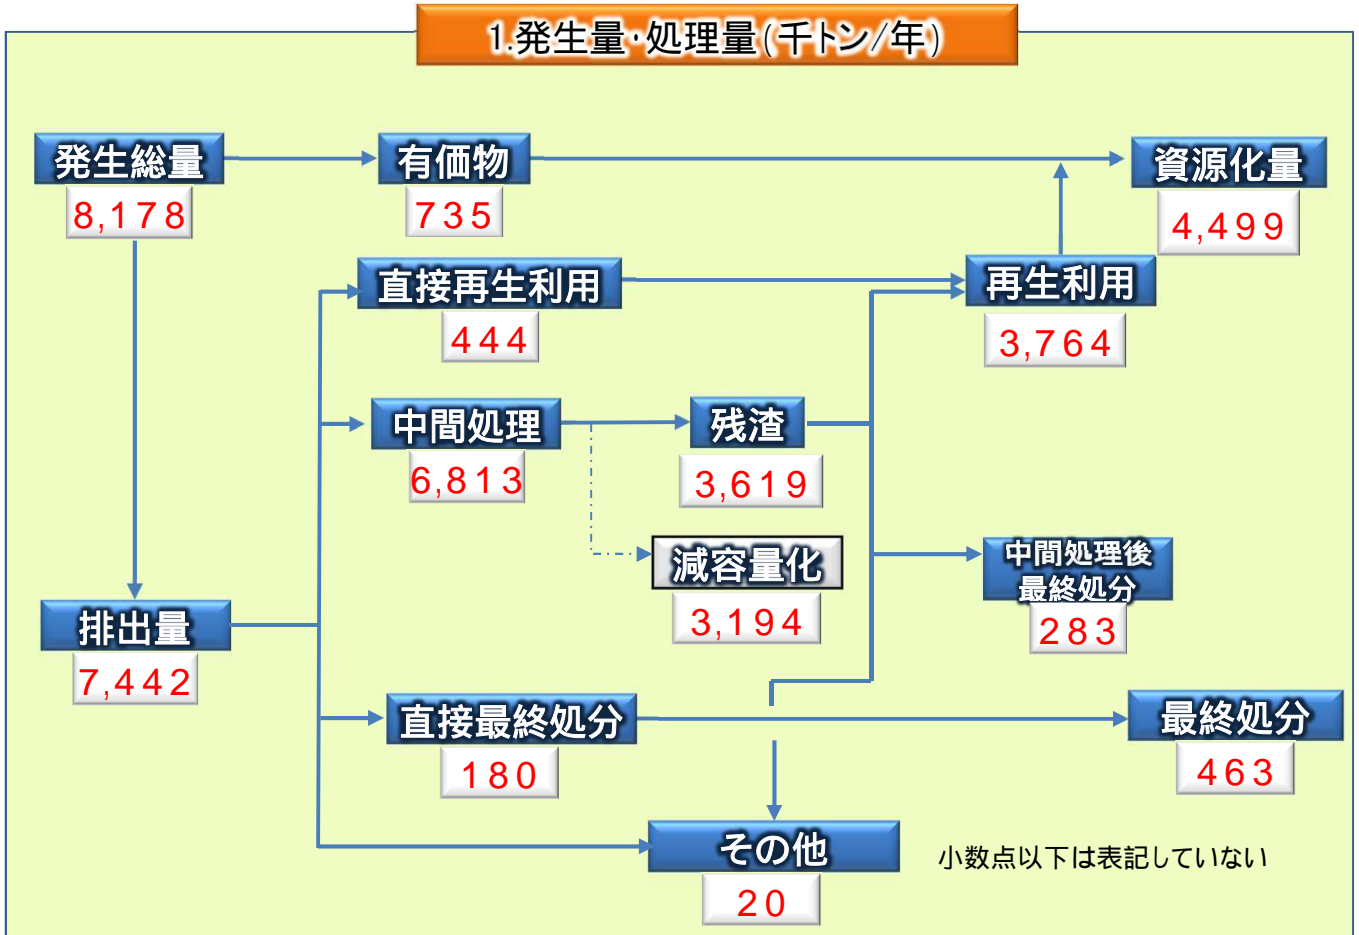 1.発生量・処理量(千トン/年)
発生総量
8,178
有価物
735
資源化量
4,499
直接再生利用
444
再生利用
3,764
中間処理
6,813
残渣
3,619
減容量化
3,194
中間処理後
最終処分
283
排出量
7,442
直接最終処分
180
最終処分
463
その他
20
小数点以下は表記していない